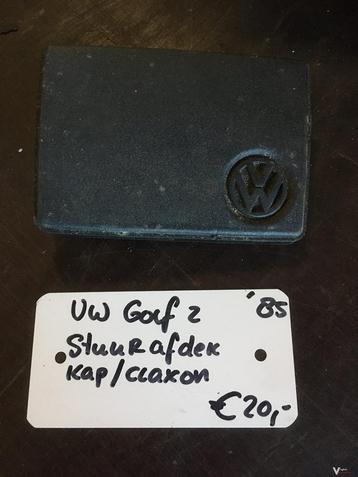 VW Golf 2 '85
Stuurafdek
kap/claxon
€20,-